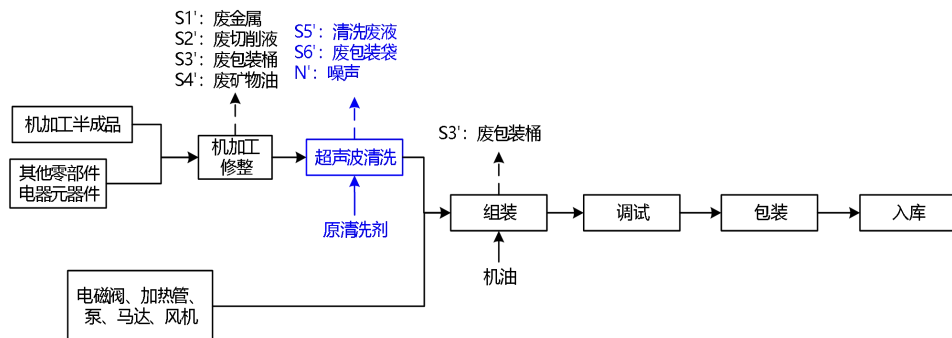 S1'：废金属
S2'：废切削液
S3'：废包装桶
S4'：废矿物油
S5'：清洗废液
S6'：废包装袋
N'：噪声
机加工半成品
其他零部件
电器元器件
机加工
修整
超声波清洗
原清洗剂
S3'：废包装桶
组装
机油
调试
包装
入库
电磁阀、加热管、
泵、马达、风机